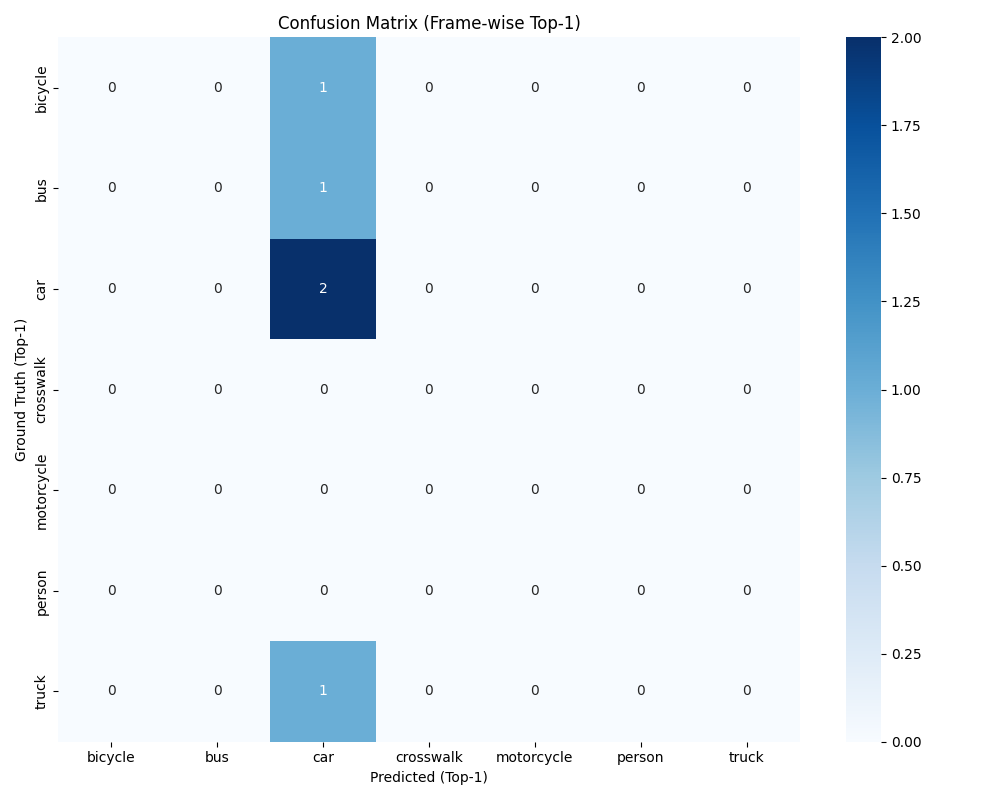 Confusion Matrix (Frame-wise Top-1)
Ground Truth (Top-1)
bicycle 0 0 1 0 0 0 0
bus 0 0 1 0 0 0 0
car 0 0 2 0 0 0 0
crosswalk 0 0 0 0 0 0 0
motorcycle 0 0 0 0 0 0 0
person 0 0 0 0 0 0 0
truck 0 0 1 0 0 0 0
bicycle bus car crosswalk motorcycle person truck
Predicted (Top-1)
2.00
1.75
1.50
1.25
1.00
0.75
0.50
0.25
0.00